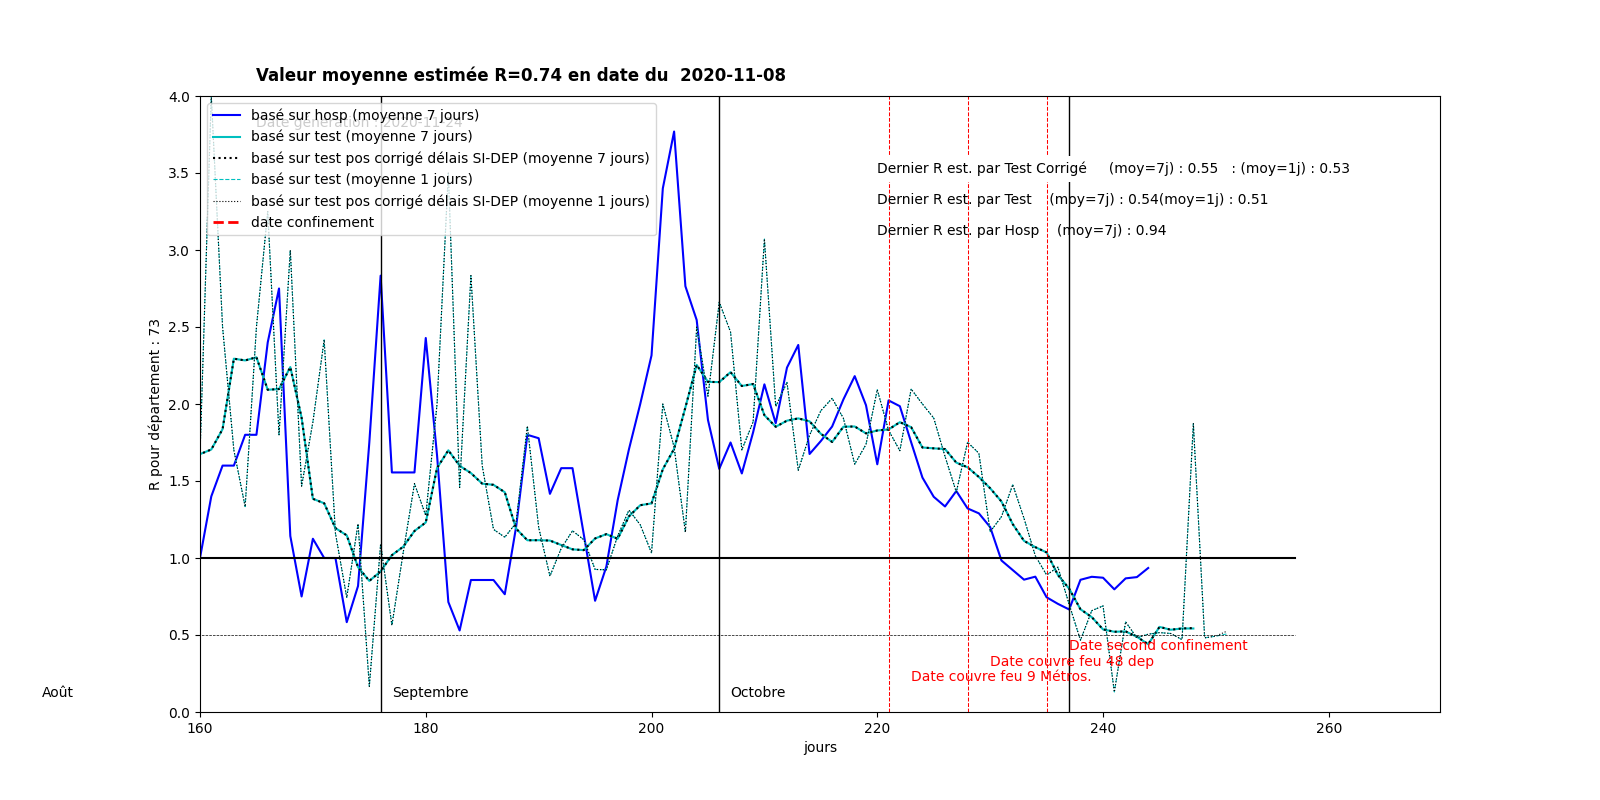 Valeur moyenne estimée R=0.74 en date du  2020-11-08
Date génération : 2020-11-24
basé sur hosp (moyenne 7 jours)
basé sur test (moyenne 7 jours)
basé sur test pos corrigé délais SI-DEP (moyenne 7 jours)
basé sur test (moyenne 1 jours)
basé sur test pos corrigé délais SI-DEP (moyenne 1 jours)
date confinement
Dernier R est. par Test Corrigé     (moy=7j) : 0.55   : (moy=1j) : 0.53
Dernier R est. par Test    (moy=7j) : 0.54(moy=1j) : 0.51
Dernier R est. par Hosp    (moy=7j) : 0.94
R pour département : 73
4.0
3.5
3.0
2.5
2.0
1.5
1.0
0.5
0.0
Date second confinement
Date couvre feu 48 dep
Date couvre feu 9 Métros.
Août
Septembre
Octobre
160
180
200
220
240
260
jours